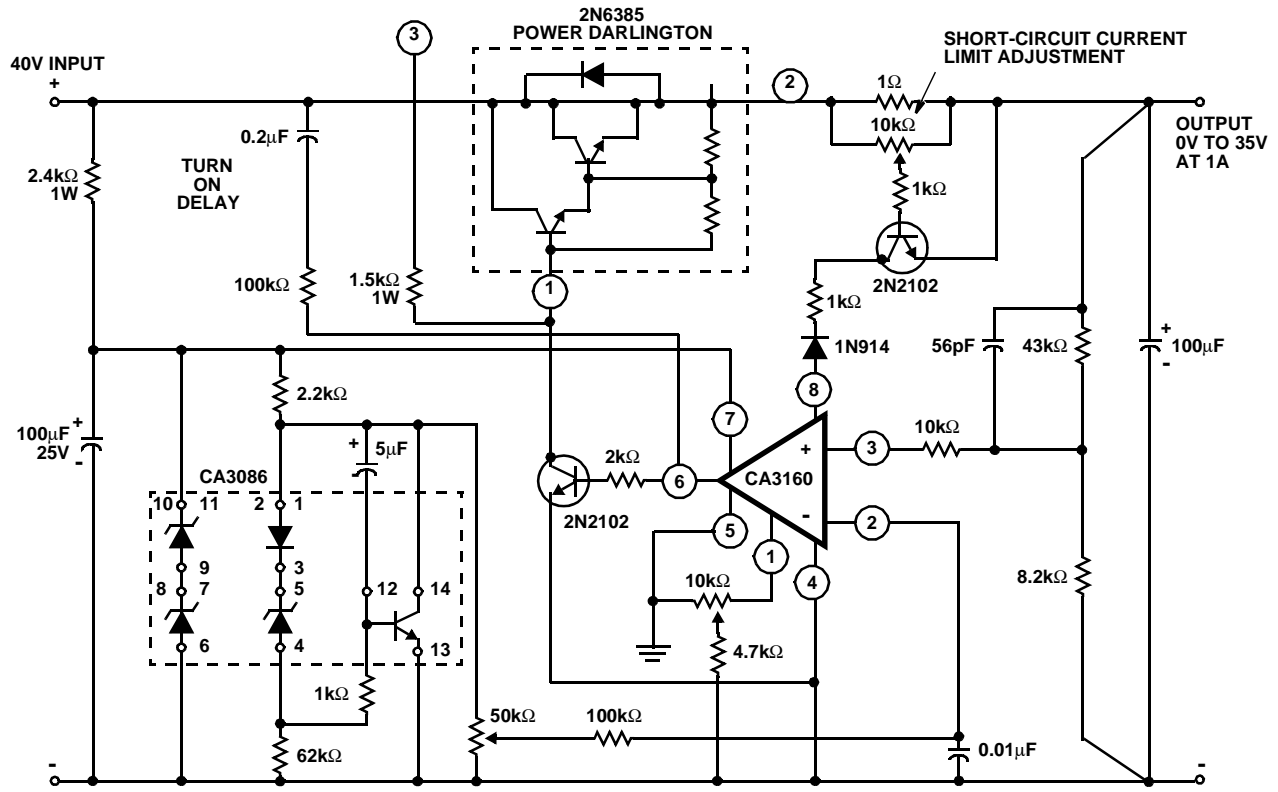 2N6385
POWER DARLINGTON
3
SHORT-CIRCUIT CURRENT
LIMIT ADJUSTMENT
40V INPUT
+
2
1Ω
10kΩ
OUTPUT
0V TO 35V
AT 1A
0.2μF
TURN
ON
DELAY
2.4kΩ
1W
1kΩ
2N2102
100kΩ
1.5kΩ
1W
1
1kΩ
1N914
56pF
43kΩ
+
100μF
-
8
2.2kΩ
7
100μF
25V
+
-
+
5μF
-
CA3086
2kΩ
6
CA3160
+
-
3
10kΩ
2N2102
5
1
4
2
10 11
2 1
9
3
8 7
5
12
14
6
4
13
10kΩ
4.7kΩ
8.2kΩ
1kΩ
50kΩ
100kΩ
62kΩ
0.01μF
-
-